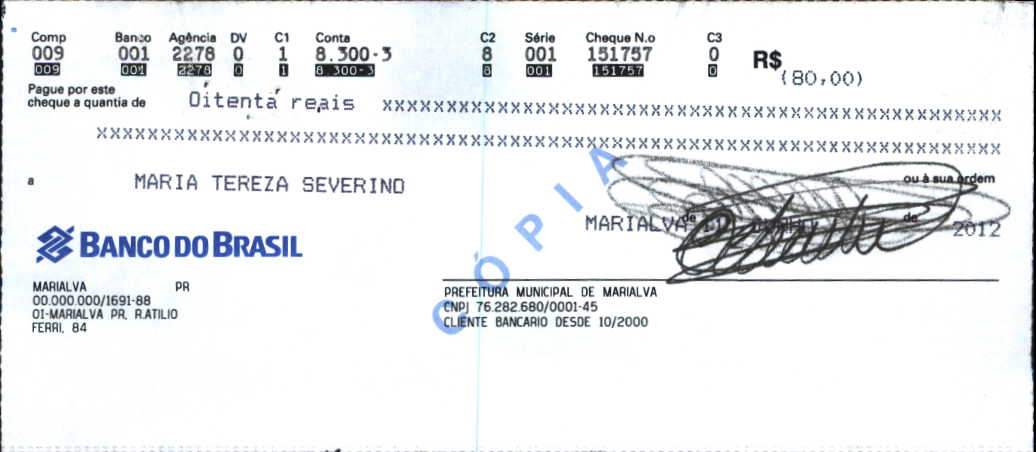 Comp Banco Agência DV C1 Conta C2 Série Cheque N.o C3
009 001 2278 0 1 8.300-3 8 001 151757 0 R$ (80,00)
009 001 2278 0 1 8.300-3 8 001 151757 0
Pague por este
cheque a quantia de Oitenta reais xxxxxxxxxxxxxxxxxxxxxxxxxxxxxxxxxxxxxxxxxxxxxxxxx
xxxxxxxxxxxxxxxxxxxxxxxxxxxxxxxxxxxxxxxxxxxxxxxxxxxxxxxxxxxxxxxxxxxxxx
a MARIA TEREZA SEVERINO ou à sua ordem
MARIALVA de de 2012
CÓPIA
BANCO DO BRASIL
MARIALVA PR
00.000.000/1691-88
01-MARIALVA PR. R.ATILIO
FERRI, 84
PREFEITURA MUNICIPAL DE MARIALVA
CNPJ 76.282.680/0001-45
CLIENTE BANCARIO DESDE 10/2000